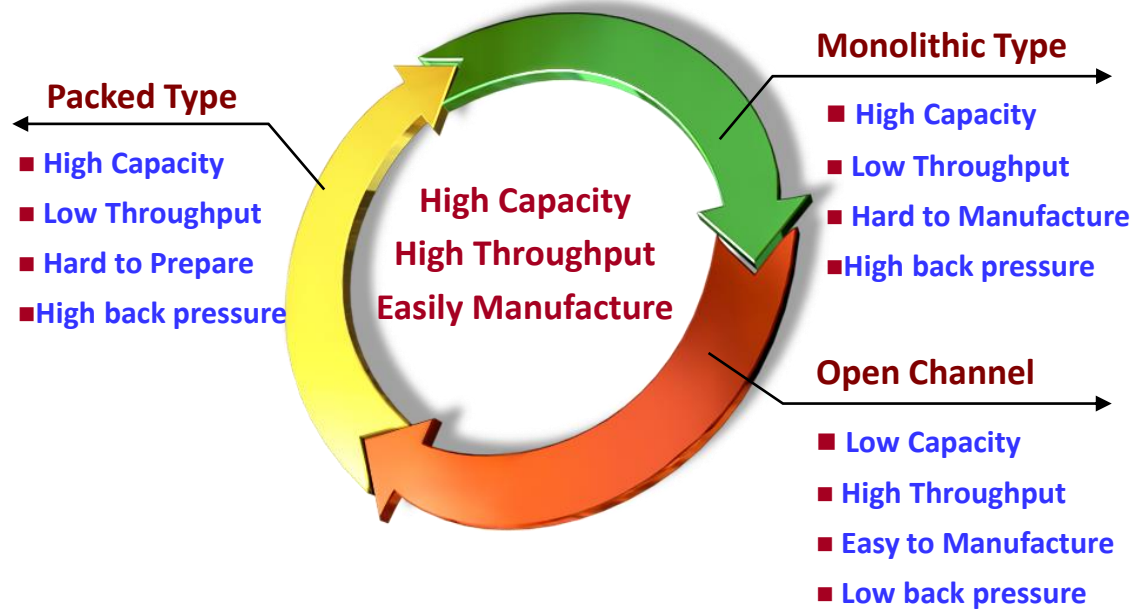 Packed Type
■ High Capacity
■ Low Throughput
■ Hard to Prepare
■High back pressure
High Capacity
High Throughput
Easily Manufacture
Monolithic Type
■ High Capacity
■ Low Throughput
■ Hard to Manufacture
■High back pressure
Open Channel
■ Low Capacity
■ High Throughput
■ Easy to Manufacture
■ Low back pressure